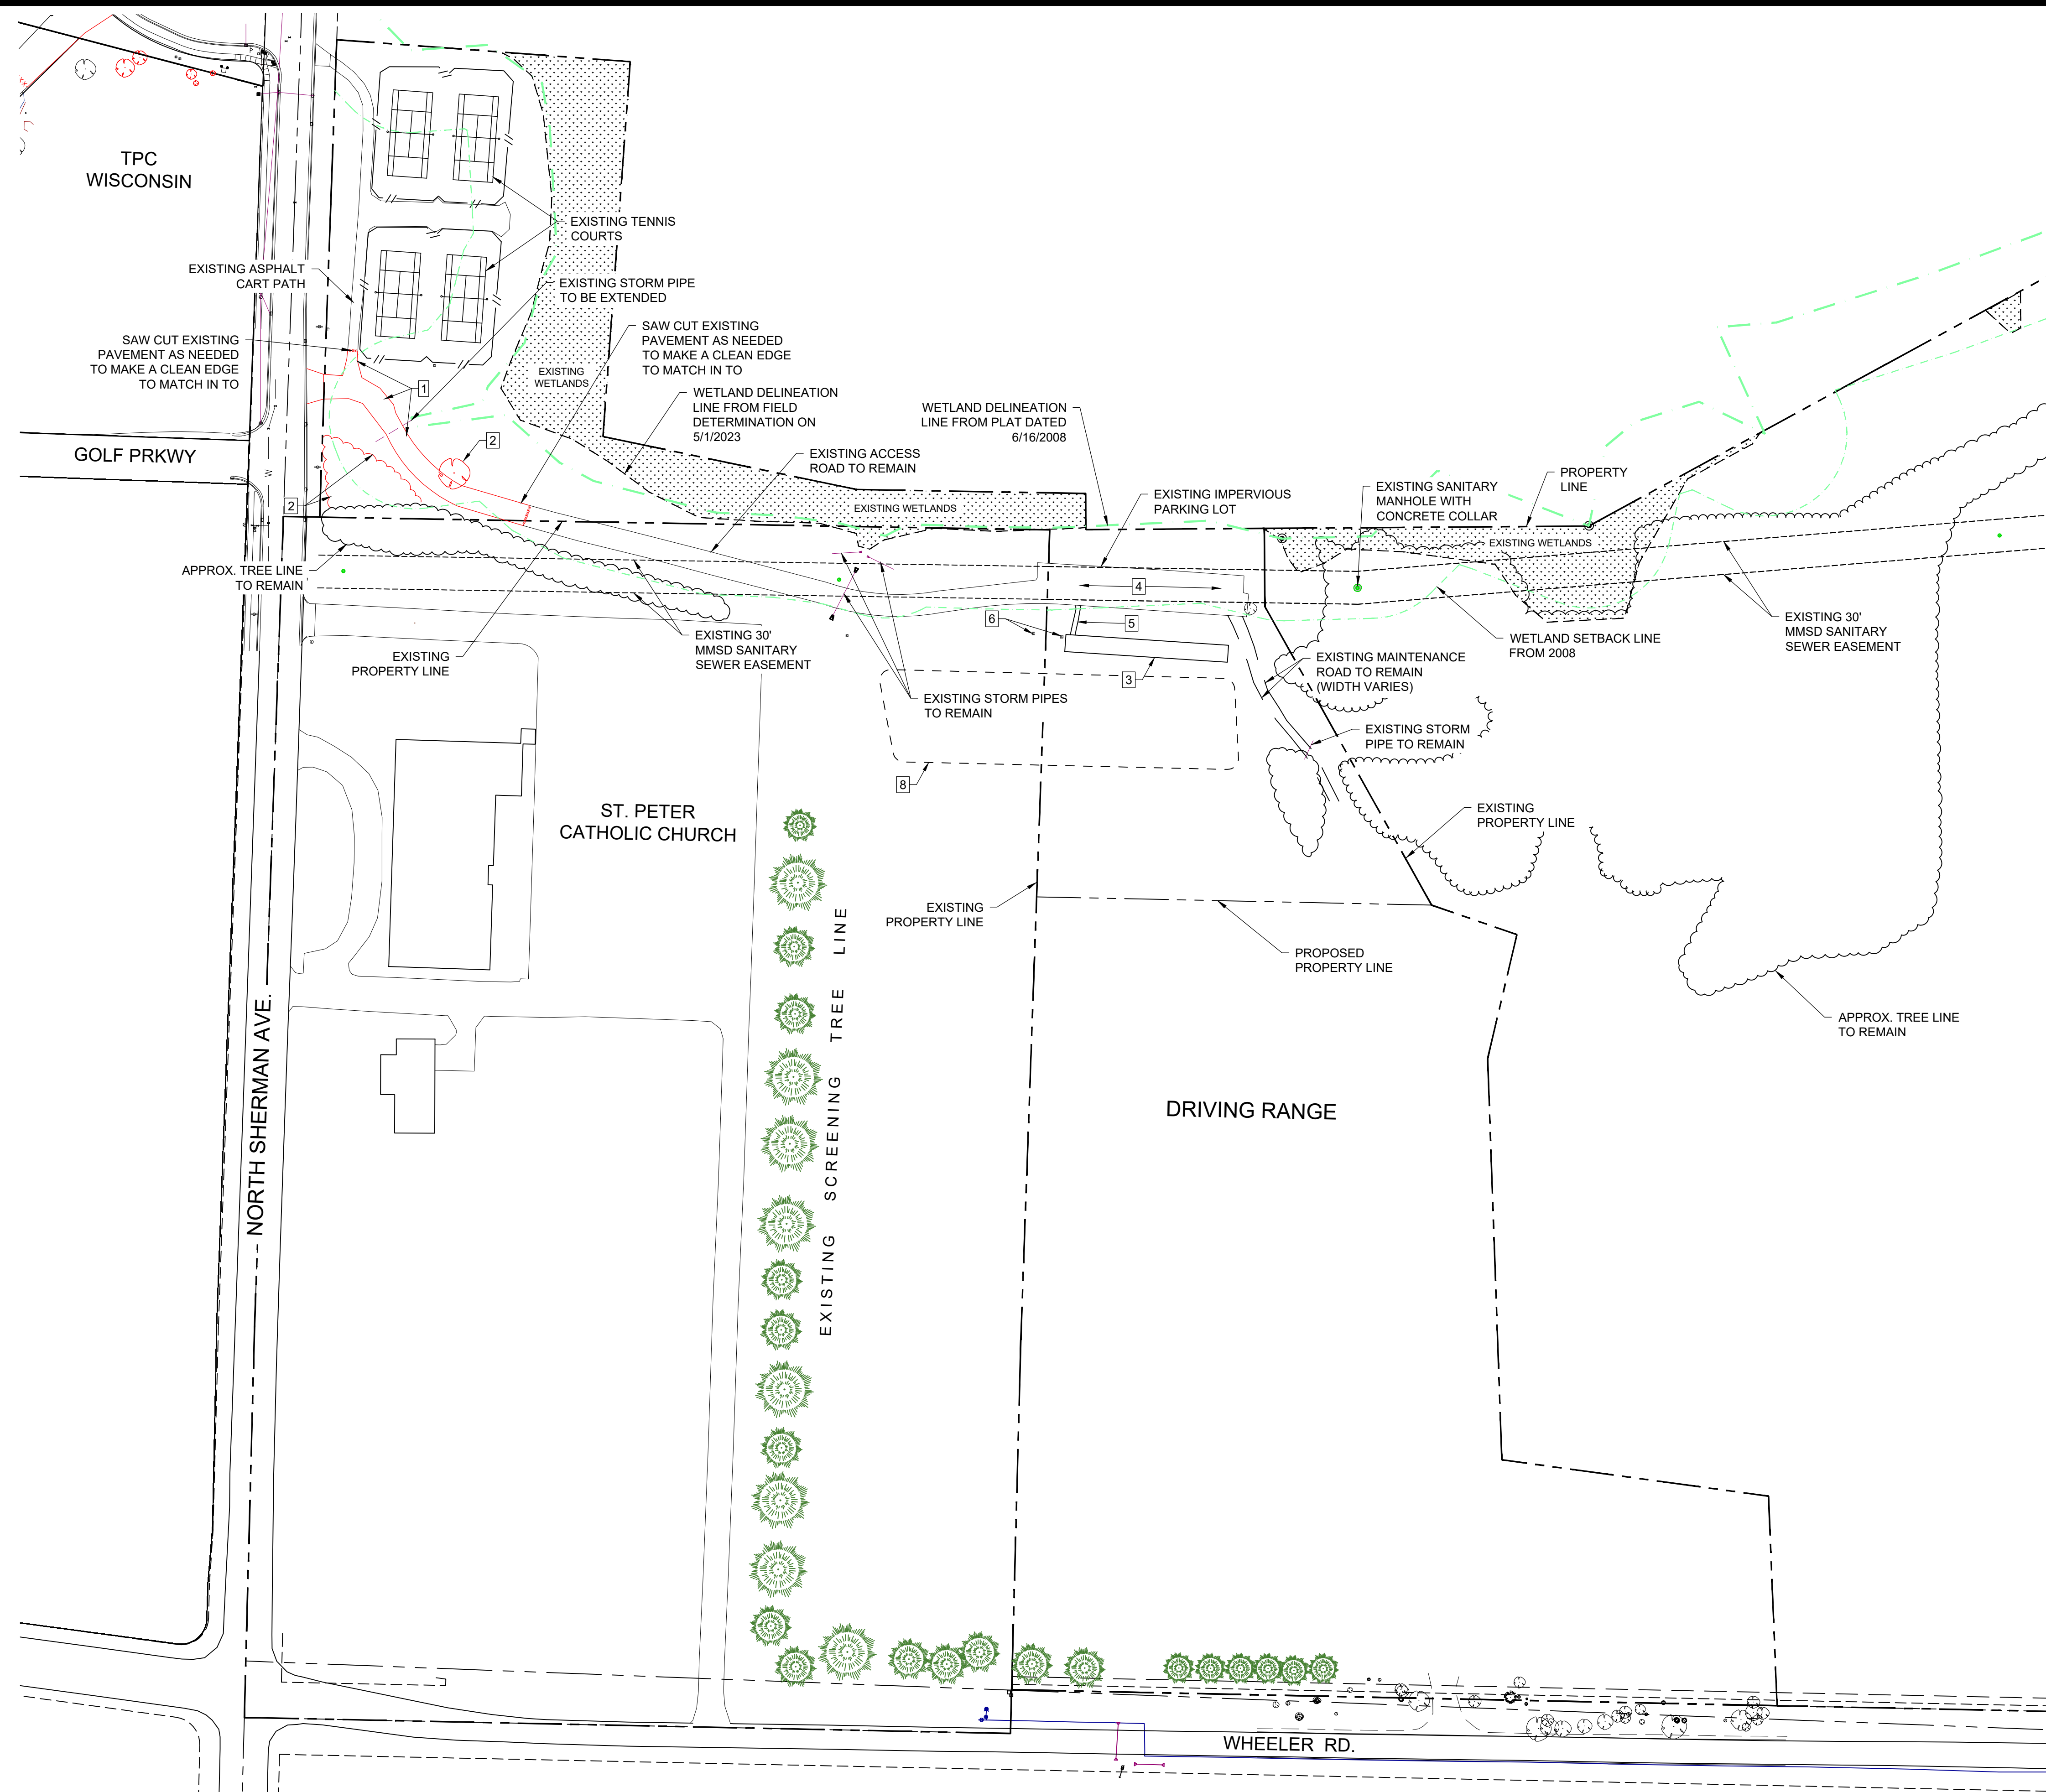 TPC
WISCONSIN
EXISTING TENNIS
COURTS
EXISTING ASPHALT
CART PATH
EXISTING STORM PIPE
TO BE EXTENDED
SAW CUT EXISTING
PAVEMENT AS NEEDED
TO MAKE A CLEAN EDGE
TO MATCH IN TO
SAW CUT EXISTING
PAVEMENT AS NEEDED
TO MAKE A CLEAN EDGE
TO MATCH IN TO
EXISTING
WETLANDS
1
WETLAND DELINEATION
LINE FROM FIELD
DETERMINATION ON
5/1/2023
WETLAND DELINEATION
LINE FROM PLAT DATED
6/16/2008
GOLF PRKWY
2
W
EXISTING ACCESS
ROAD TO REMAIN
PROPERTY
LINE
EXISTING SANITARY
MANHOLE WITH
CONCRETE COLLAR
EXISTING IMPERVIOUS
PARKING LOT
2
EXISTING WETLANDS
EXISTING WETLANDS
APPROX. TREE LINE
TO REMAIN
4
6
5
EXISTING 30'
MMSD SANITARY
SEWER EASEMENT
EXISTING 30'
MMSD SANITARY
SEWER EASEMENT
WETLAND SETBACK LINE
FROM 2008
EXISTING
PROPERTY LINE
EXISTING MAINTENANCE
ROAD TO REMAIN
(WIDTH VARIES)
3
EXISTING STORM PIPES
TO REMAIN
EXISTING STORM
PIPE TO REMAIN
8
ST. PETER
CATHOLIC CHURCH
EXISTING
PROPERTY LINE
EXISTING
PROPERTY LINE
EXISTING SCREENING TREE LINE
PROPOSED
PROPERTY LINE
APPROX. TREE LINE
TO REMAIN
NORTH SHERMAN AVE.
DRIVING RANGE
WHEELER RD.